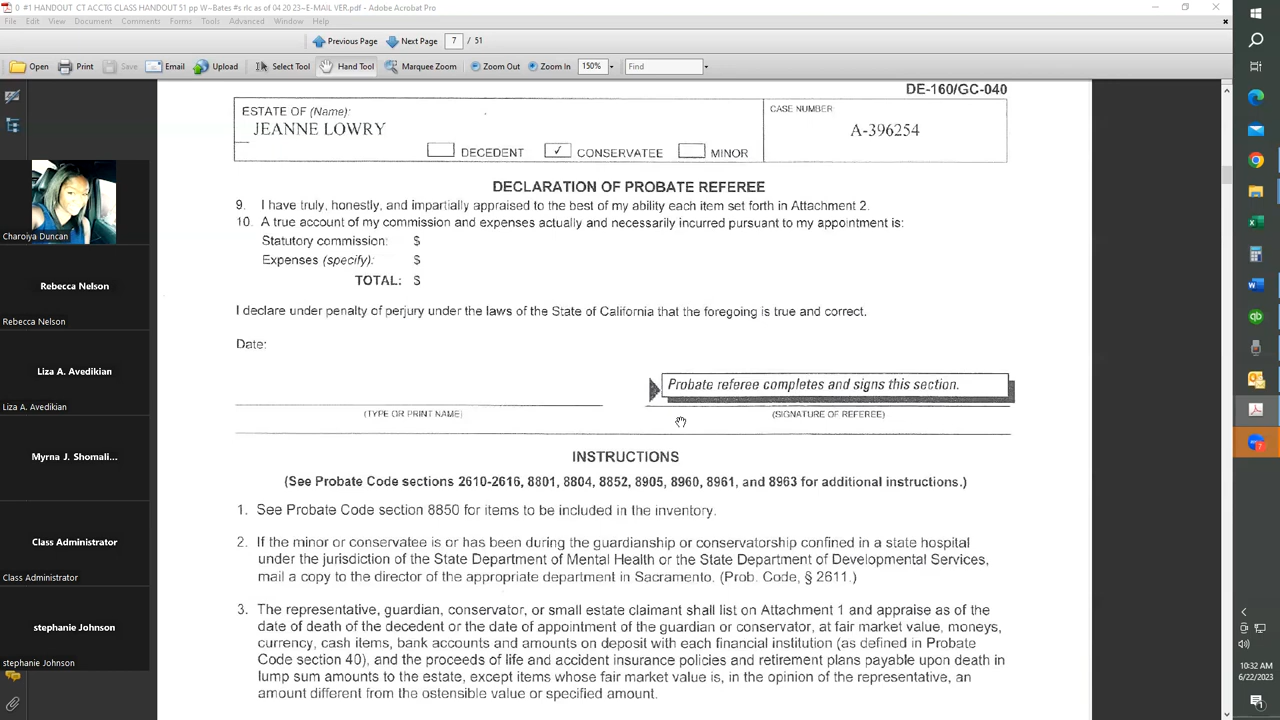 0 #1 HANDOUT CT ACCTG CLASS HANDOUT 51 pp W~Bates #s rlc as of 04 20 23~E-MAIL VER.pdf - Adobe Acrobat Pro
File Edit View Document Comments Forms Tools Advanced Window Help
Previous Page Next Page 7 / 51
Open Print Save Email Upload Select Tool Hand Tool Marquee Zoom Zoom Out Zoom In 150% Find
DE-160/GC-040
ESTATE OF (Name):
CASE NUMBER
JEANNE LOWRY
A-396254
DECEDENT ✓ CONSERVATEE MINOR
DECLARATION OF PROBATE REFEREE
9. I have truly, honestly, and impartially appraised to the best of my ability each item set forth in Attachment 2.
10. A true account of my commission and expenses actually and necessarily incurred pursuant to my appointment is:
Statutory commission: $
Expenses (specify): $
TOTAL: $
I declare under penalty of perjury under the laws of the State of California that the foregoing is true and correct.
Date:
Probate referee completes and signs this section.
(TYPE OR PRINT NAME)
(SIGNATURE OF REFEREE)
INSTRUCTIONS
(See Probate Code sections 2610-2616, 8801, 8804, 8852, 8905, 8960, 8961, and 8963 for additional instructions.)
1. See Probate Code section 8850 for items to be included in the inventory.
2. If the minor or conservatee is or has been during the guardianship or conservatorship confined in a state hospital
under the jurisdiction of the State Department of Mental Health or the State Department of Developmental Services,
mail a copy to the director of the appropriate department in Sacramento. (Prob. Code, § 2611.)
3. The representative, guardian, conservator, or small estate claimant shall list on Attachment 1 and appraise as of the
date of death of the decedent or the date of appointment of the guardian or conservator, at fair market value, moneys,
currency, cash items, bank accounts and amounts on deposit with each financial institution (as defined in Probate
Code section 40), and the proceeds of life and accident insurance policies and retirement plans payable upon death in
lump sum amounts to the estate, except items whose fair market value is, in the opinion of the representative, an
amount different from the ostensible value or specified amount.
Charoiya Duncan
Rebecca Nelson
Rebecca Nelson
Liza A. Avedikian
Liza A. Avedikian
Myrna J. Shomali...
Class Administrator
Class Administrator
stephanie Johnson
stephanie Johnson
10:32 AM
6/22/2023